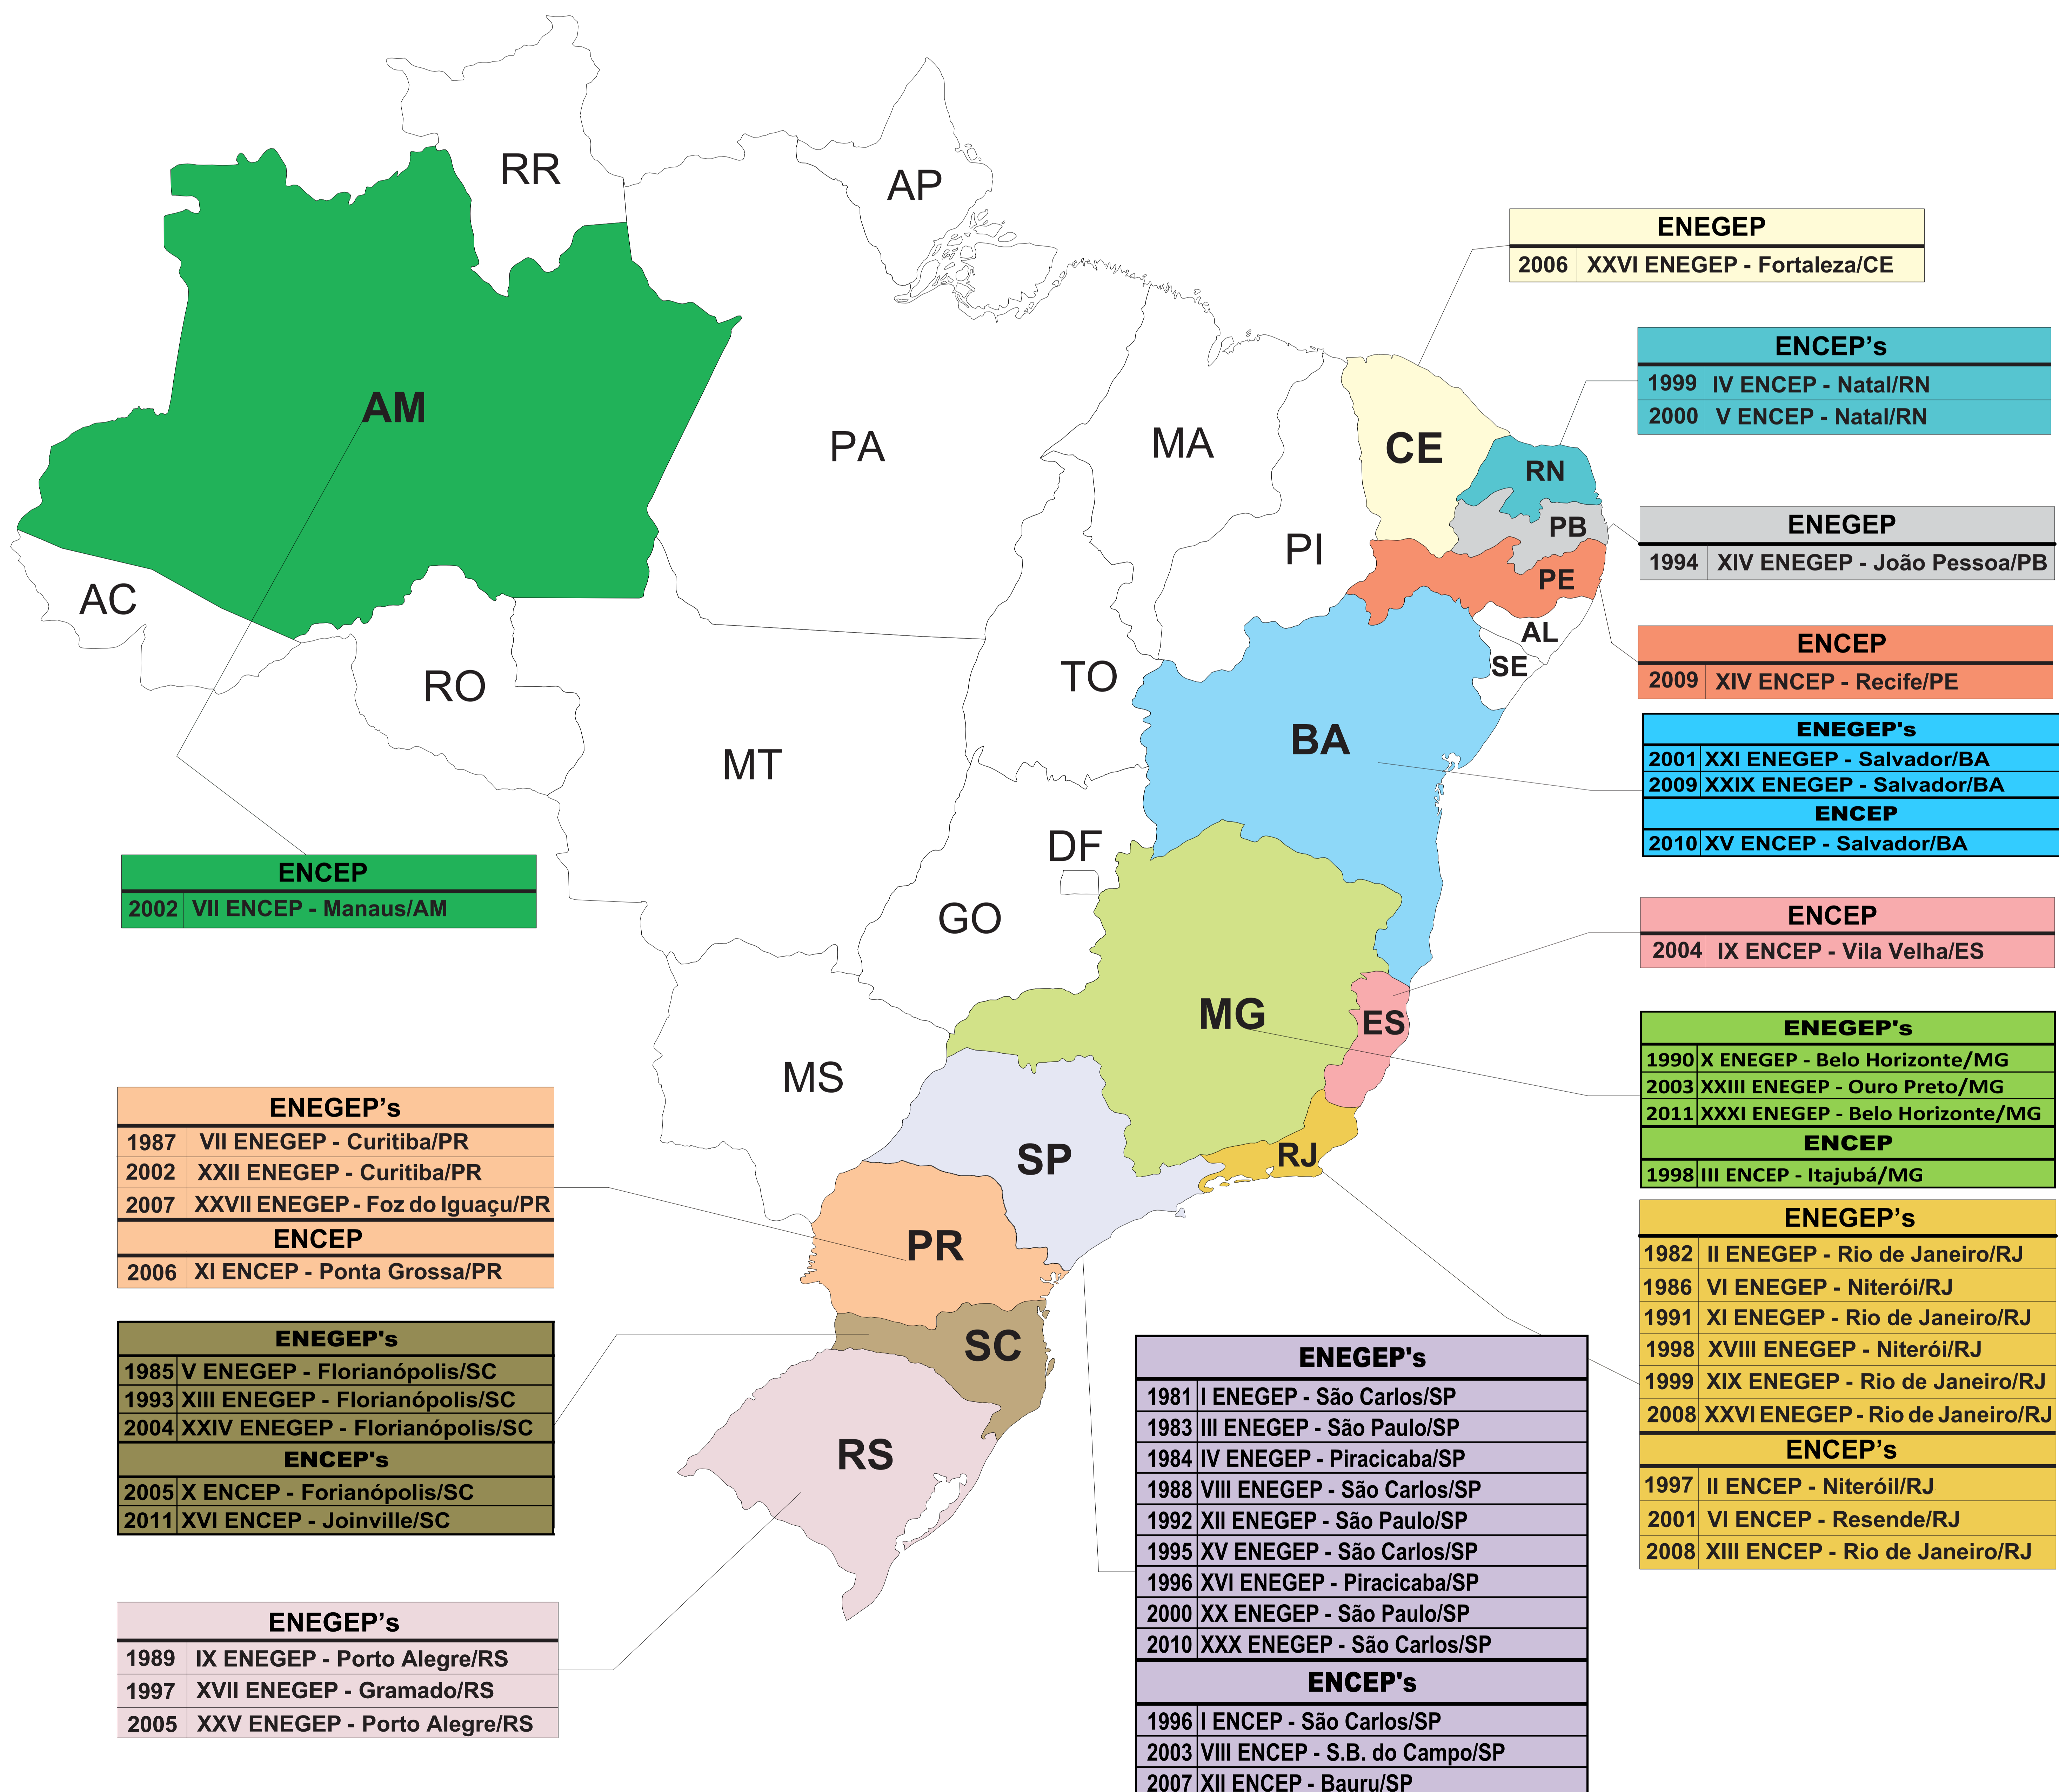 RR
AP
AM
PA
MA
CE
RN
PB
PE
PI
AL
SE
AC
RO
TO
BA
MT
DF
GO
MG
ES
MS
SP
RJ
PR
SC
RS
ENEGEP
2006 XXVI ENEGEP - Fortaleza/CE
ENCEP’s
1999 IV ENCEP - Natal/RN
2000 V ENCEP - Natal/RN
ENEGEP
1994 XIV ENEGEP - João Pessoa/PB
ENCEP
2009 XIV ENCEP - Recife/PE
ENEGEP's
2001 XXI ENEGEP - Salvador/BA
2009 XXIX ENEGEP - Salvador/BA
ENCEP
2010 XV ENCEP - Salvador/BA
ENCEP
2004 IX ENCEP - Vila Velha/ES
ENEGEP's
1990 X ENEGEP - Belo Horizonte/MG
2003 XXIII ENEGEP - Ouro Preto/MG
2011 XXXI ENEGEP - Belo Horizonte/MG
ENCEP
1998 III ENCEP - Itajubá/MG
ENEGEP’s
1982 II ENEGEP - Rio de Janeiro/RJ
1986 VI ENEGEP - Niterói/RJ
1991 XI ENEGEP - Rio de Janeiro/RJ
1998 XVIII ENEGEP - Niterói/RJ
1999 XIX ENEGEP - Rio de Janeiro/RJ
2008 XXVI ENEGEP - Rio de Janeiro/RJ
ENCEP’s
1997 II ENCEP - Niteróil/RJ
2001 VI ENCEP - Resende/RJ
2008 XIII ENCEP - Rio de Janeiro/RJ
ENCEP
2002 VII ENCEP - Manaus/AM
ENEGEP’s
1987 VII ENEGEP - Curitiba/PR
2002 XXII ENEGEP - Curitiba/PR
2007 XXVII ENEGEP - Foz do Iguaçu/PR
ENCEP
2006 XI ENCEP - Ponta Grossa/PR
ENEGEP's
1985 V ENEGEP - Florianópolis/SC
1993 XIII ENEGEP - Florianópolis/SC
2004 XXIV ENEGEP - Florianópolis/SC
ENCEP's
2005 X ENCEP - Forianópolis/SC
2011 XVI ENCEP - Joinville/SC
ENEGEP’s
1989 IX ENEGEP - Porto Alegre/RS
1997 XVII ENEGEP - Gramado/RS
2005 XXV ENEGEP - Porto Alegre/RS
ENEGEP's
1981 I ENEGEP - São Carlos/SP
1983 III ENEGEP - São Paulo/SP
1984 IV ENEGEP - Piracicaba/SP
1988 VIII ENEGEP - São Carlos/SP
1992 XII ENEGEP - São Paulo/SP
1995 XV ENEGEP - São Carlos/SP
1996 XVI ENEGEP - Piracicaba/SP
2000 XX ENEGEP - São Paulo/SP
2010 XXX ENEGEP - São Carlos/SP
ENCEP's
1996 I ENCEP - São Carlos/SP
2003 VIII ENCEP - S.B. do Campo/SP
2007 XII ENCEP - Bauru/SP